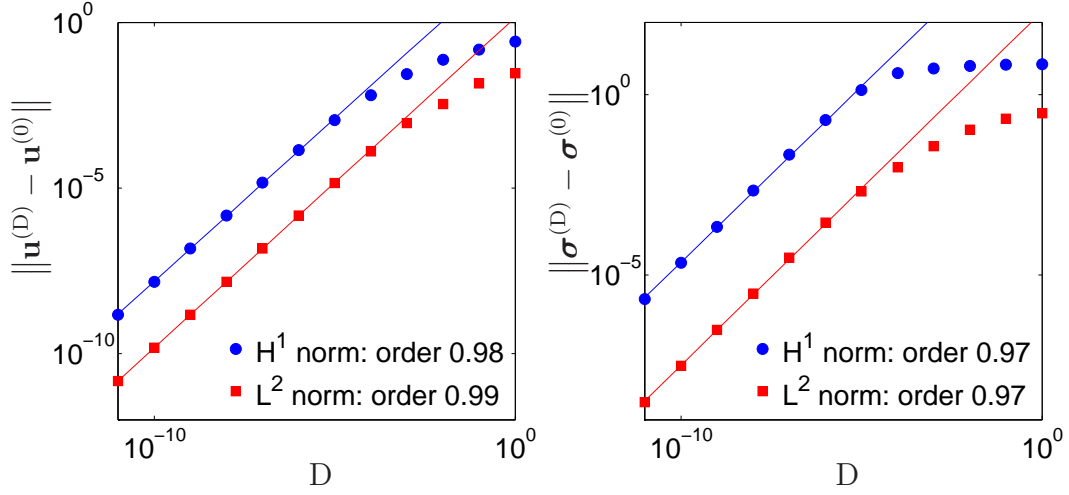 10^0
10^{-5}
10^{-10}
‖u^{(D)} − u^{(0)}‖
H^1 norm: order 0.98
L^2 norm: order 0.99
10^{-10}
10^0
D
10^0
10^{-5}
‖σ^{(D)} − σ^{(0)}‖
H^1 norm: order 0.97
L^2 norm: order 0.97
10^{-10}
10^0
D